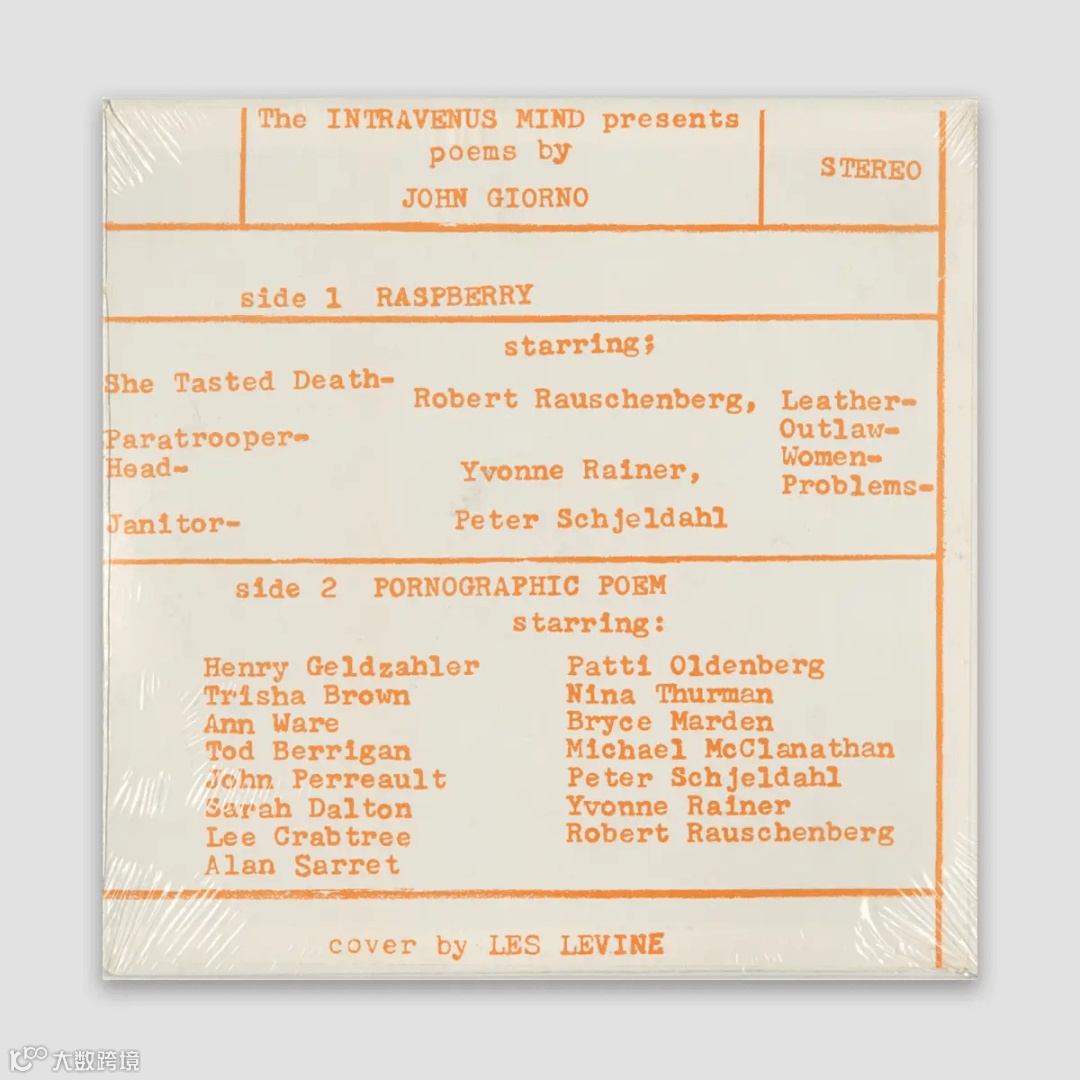 The INTRAVENUS MIND presents
poems by
JOHN GIORNO
STEREO
side 1 RASPBERRY
starring;
She Tasted Death-
Paratrooper-
Head-
Janitor-
Robert Rauschenberg,
Yvonne Rainer,
Peter Schjeldahl
Leather-
Outlaw-
Women-
Problems-
side 2 PORNOGRAPHIC POEM
starring:
Henry Geldzahler
Trisha Brown
Ann Ware
Tod Berrigan
John Perreault
Sarah Dalton
Lee Crabtree
Alan Sarret
Patti Oldenberg
Nina Thurman
Bryce Marden
Michael McClanathan
Peter Schjeldahl
Yvonne Rainer
Robert Rauschenberg
cover by LES LEVINE
大数跨境